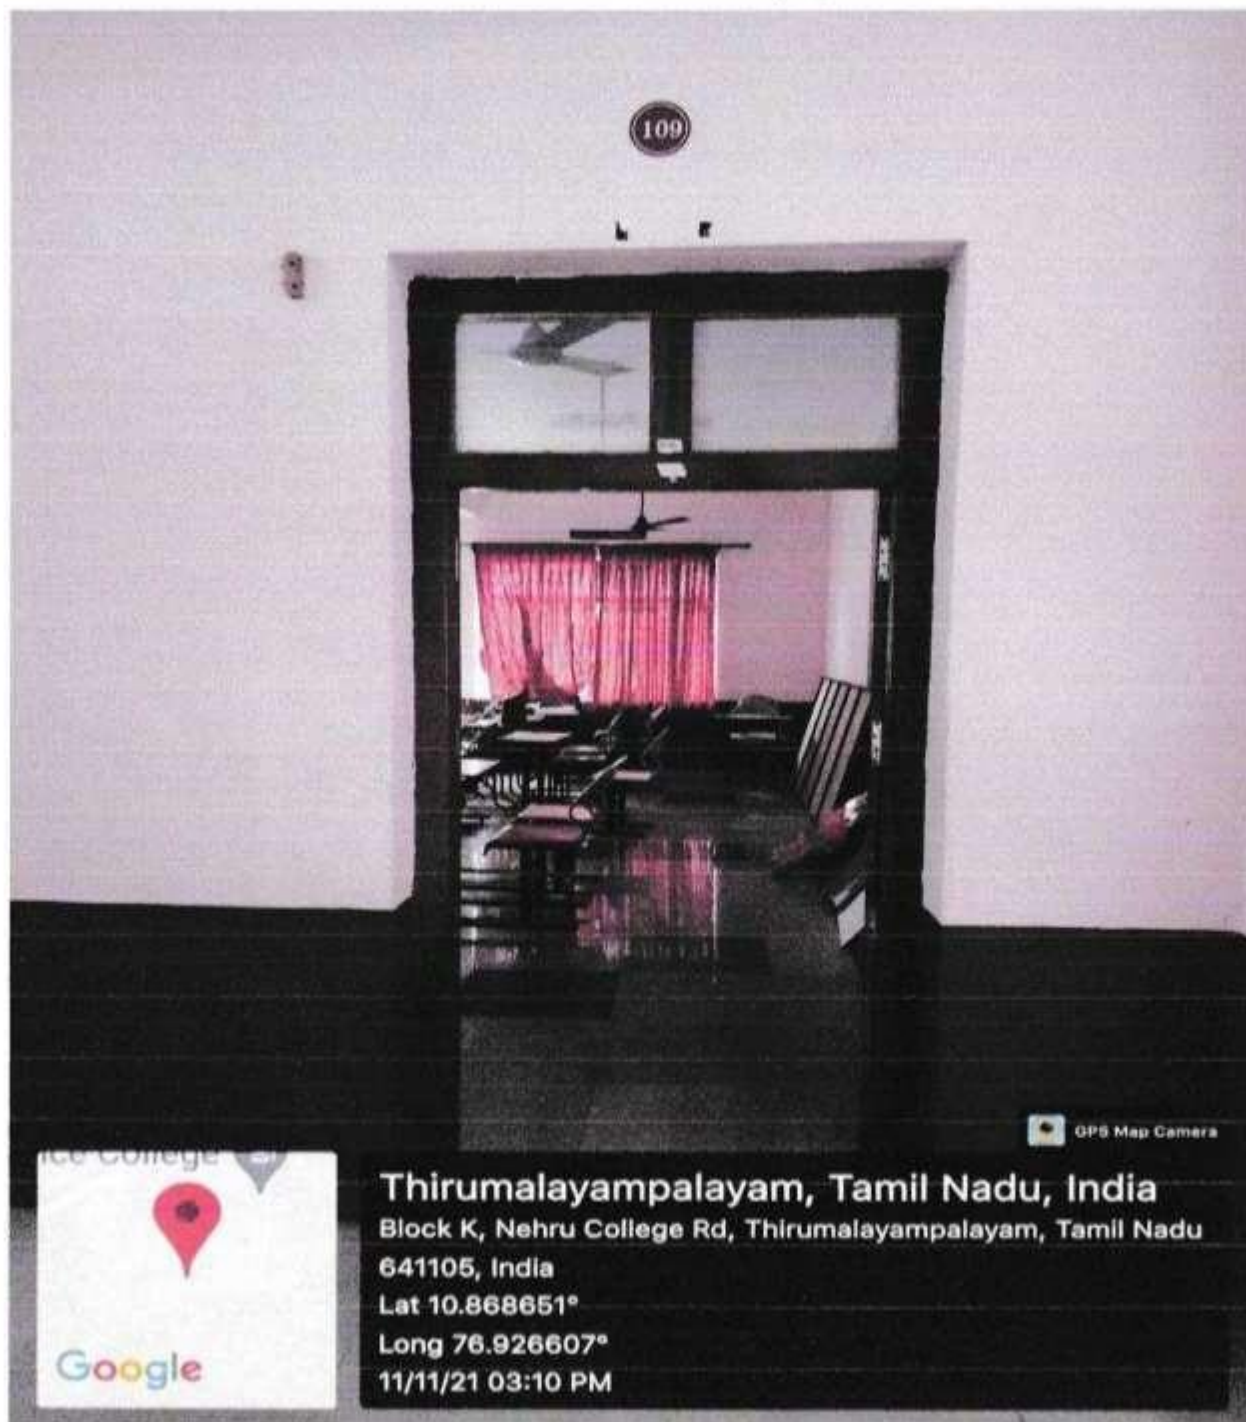 109
GPS Map Camera
College
Google
Thirumalayampalayam, Tamil Nadu, India
Block K, Nehru College Rd, Thirumalayampalayam, Tamil Nadu
641105, India
Lat 10.868651°
Long 76.926607°
11/11/21 03:10 PM